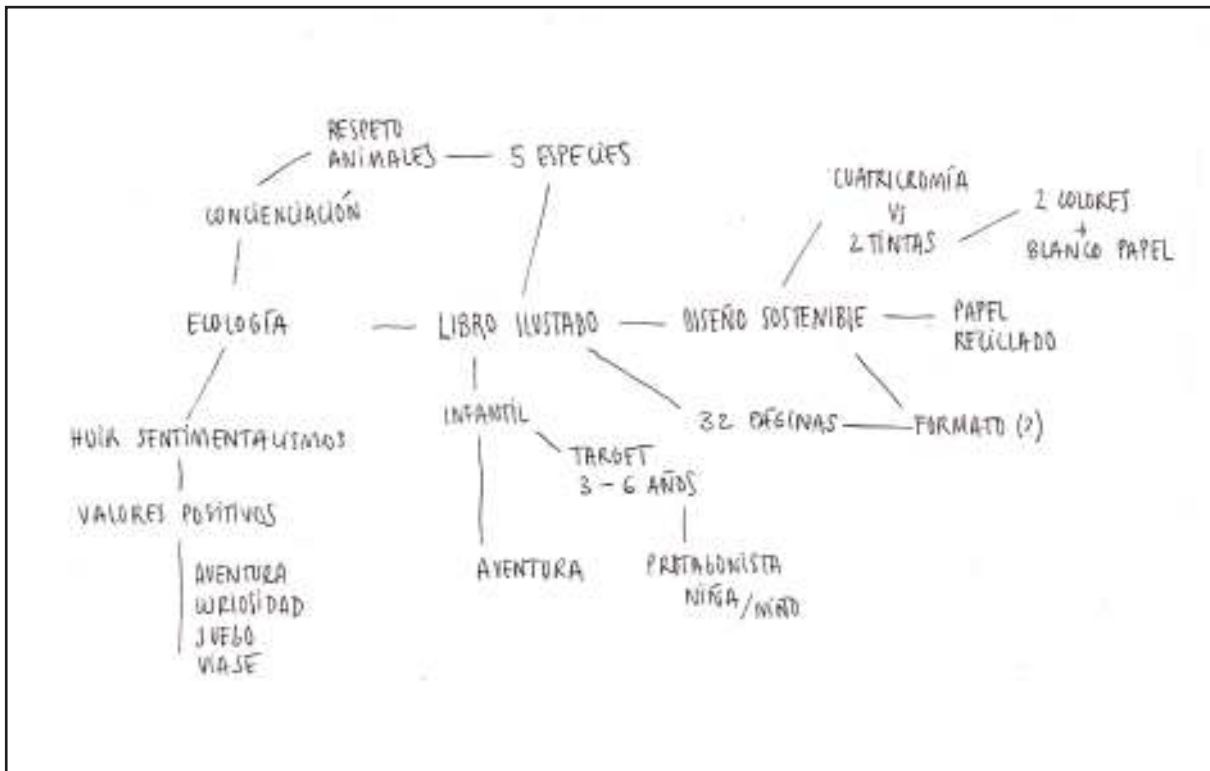 RESPETO
ANIMALES
5 ESPECIES
CONCIENCIACIÓN
CUATRICROMÍA
VS
2 TINTAS
2 COLORES
+
BLANCO PAPEL
ECOLOGÍA
LIBRO ILUSTADO
DISEÑO SOSTENIBLE
PAPEL
RECICLADO
HUIR SENTIMENTALISMOS
INFANTIL
32 PÁGINAS
FORMATO (?)
TARGET
3 - 6 AÑOS
VALORES POSITIVOS
AVENTURA
CURIOSIDAD
JUEGO
VIAJE
AVENTURA
PROTAGONISTA
NIÑA/NIÑO